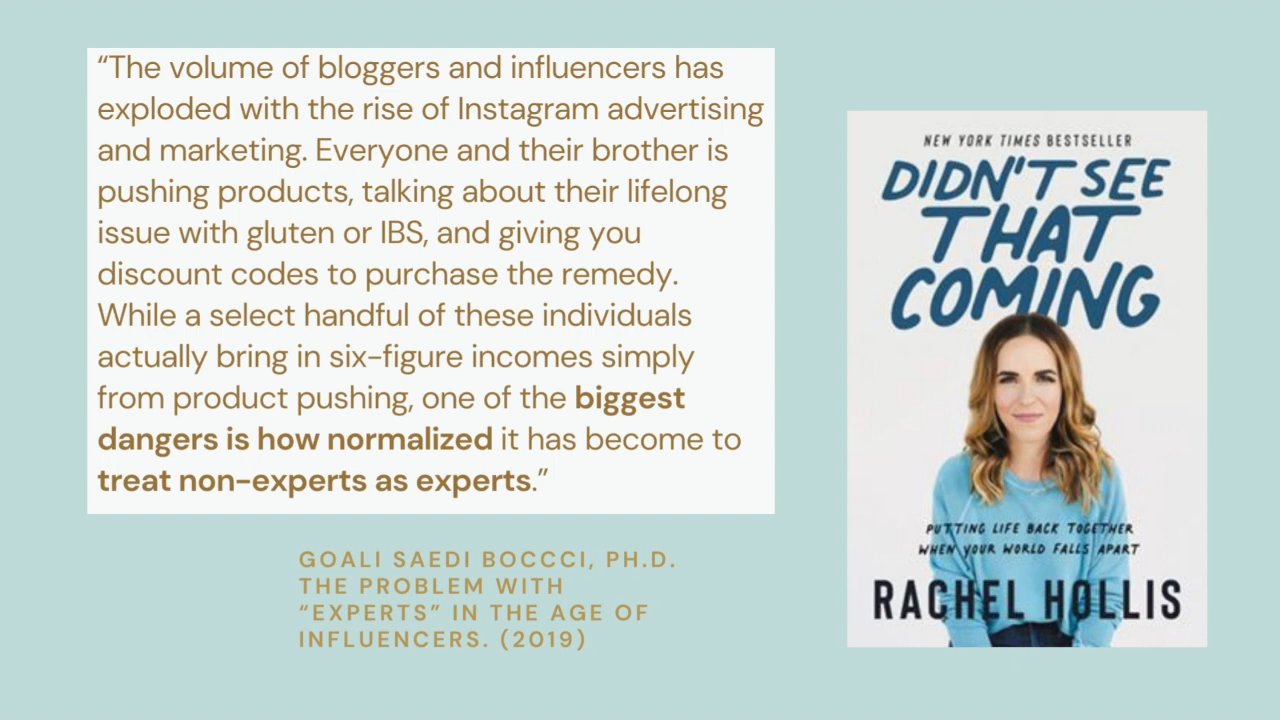 “The volume of bloggers and influencers has
exploded with the rise of Instagram advertising
and marketing. Everyone and their brother is
pushing products, talking about their lifelong
issue with gluten or IBS, and giving you
discount codes to purchase the remedy.
While a select handful of these individuals
actually bring in six-figure incomes simply
from product pushing, one of the biggest
dangers is how normalized it has become to
treat non-experts as experts.”
GOALI SAEDI BOCCCI, PH.D.
THE PROBLEM WITH
“EXPERTS” IN THE AGE OF
INFLUENCERS. (2019)
NEW YORK TIMES BESTSELLER
DIDN'T SEE
THAT
COMING
PUTTING LIFE BACK TOGETHER
WHEN YOUR WORLD FALLS APART
RACHEL HOLLIS